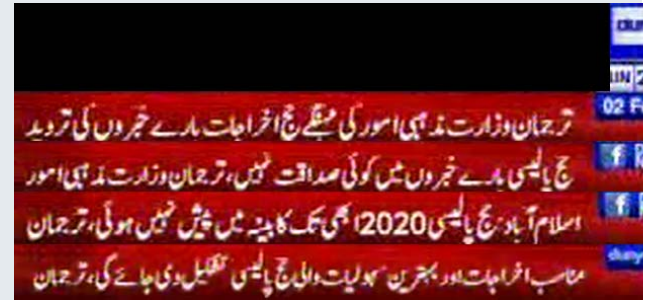 ترجمان وزارت مذہبی امور کی مہنگے حج اخراجات بارے خبروں کی تردید
02
حج پالیسی بارے خبروں میں کوئی صداقت نہیں، ترجمان وزارت مذہبی امور
f
اسلام آباد: حج پالیسی 2020 ابھی تک کابینہ میں پیش نہیں ہوئی، ترجمان
f
مناسب اخراجات اور بہترین سہولیات والی حج پالیسی تشکیل دی جائے گی، ترجمان